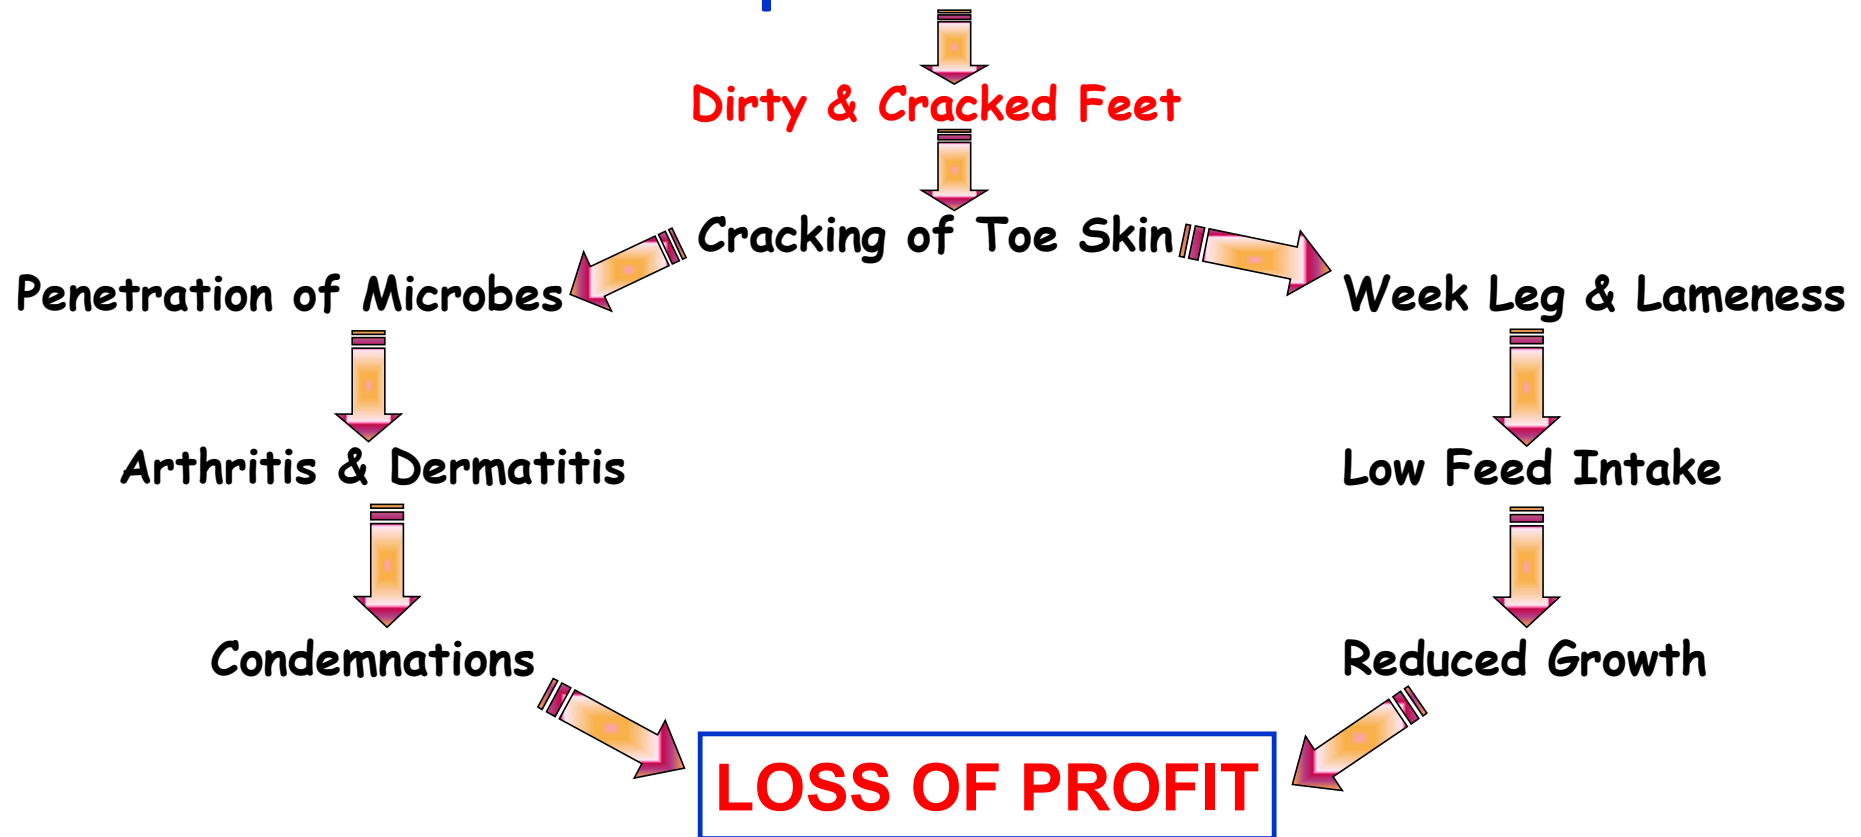 Dirty & Cracked Feet
Cracking of Toe Skin
Penetration of Microbes
Week Leg & Lameness
Arthritis & Dermatitis
Low Feed Intake
Condemnations
Reduced Growth
LOSS OF PROFIT